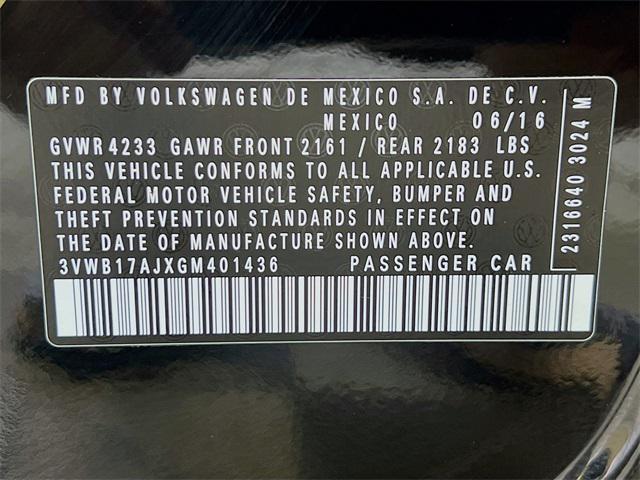 MFD BY VOLKSWAGEN DE MEXICO S.A. DE C.V.
MEXICO 06/16
GVWR 4233 GAWR FRONT 2161 / REAR 2183 LBS
THIS VEHICLE CONFORMS TO ALL APPLICABLE U.S.
FEDERAL MOTOR VEHICLE SAFETY, BUMPER AND
THEFT PREVENTION STANDARDS IN EFFECT ON
THE DATE OF MANUFACTURE SHOWN ABOVE.
3VWB17AJXGM401436 PASSENGER CAR
2316640 3024 M